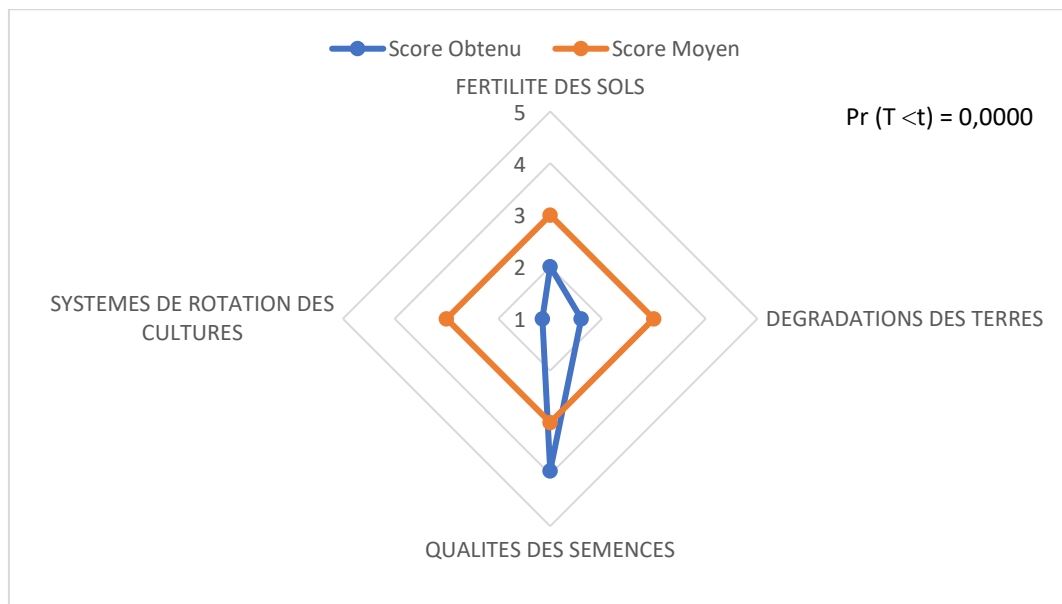 Score Obtenu Score Moyen
FERTILITE DES SOLS
Pr (T <t) = 0,0000
5
4
3
2
1
SYSTEMES DE ROTATION DES
CULTURES
DEGRADATIONS DES TERRES
QUALITES DES SEMENCES